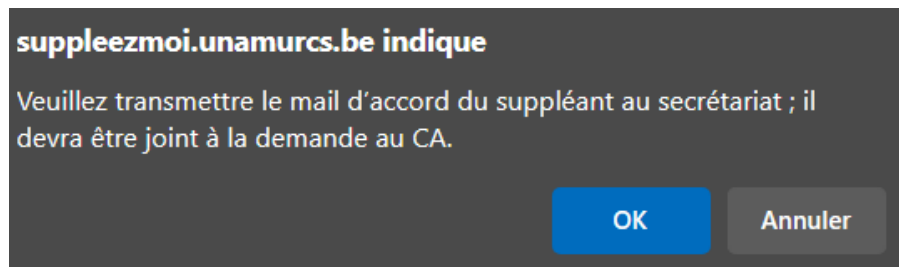 suppleezmoi.unamurcs.be indique
Veuillez transmettre le mail d’accord du suppléant au secrétariat ; il
devra être joint à la demande au CA.
OK
Annuler